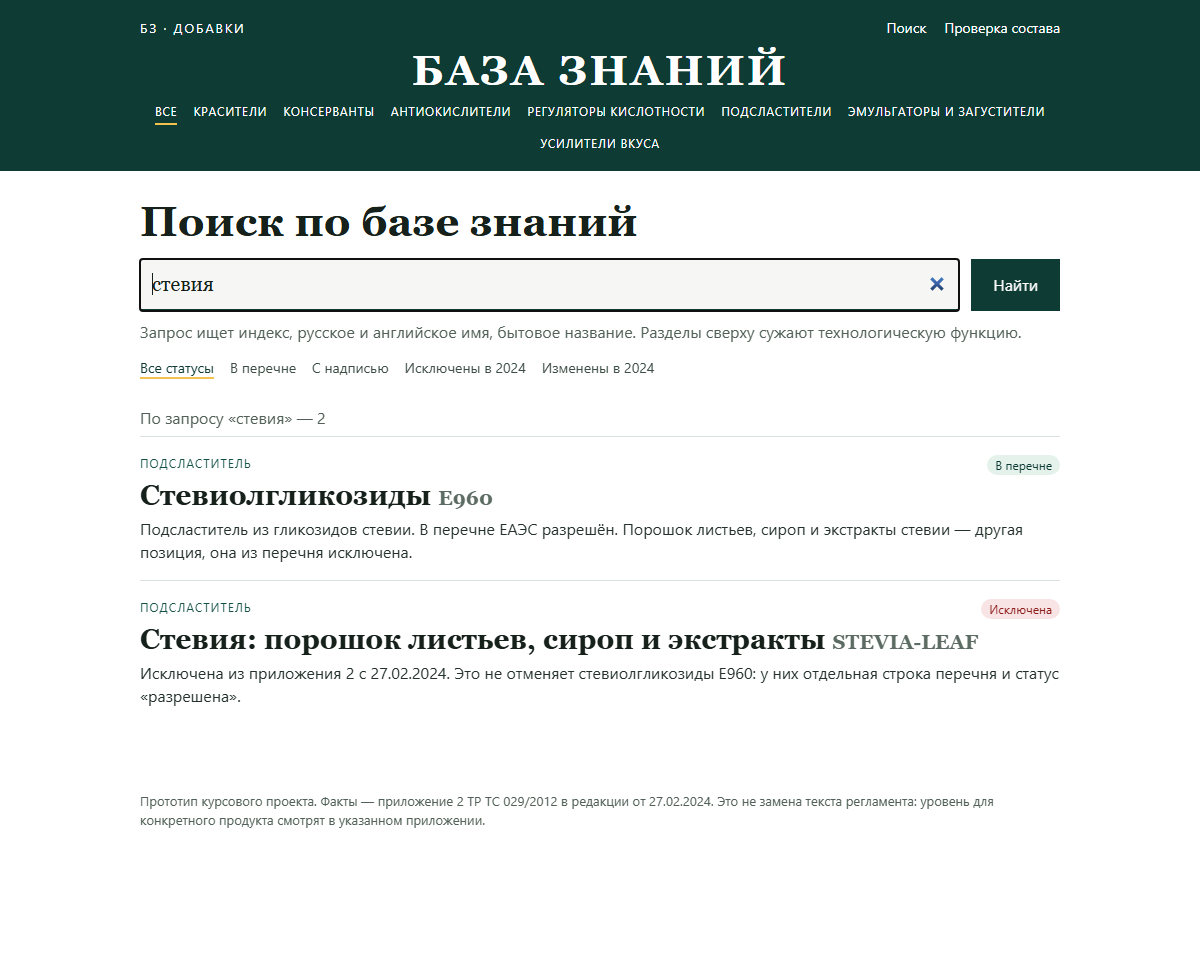 БЗ · ДОБАВКИ
Поиск Проверка состава
БАЗА ЗНАНИЙ
ВСЕ КРАСИТЕЛИ КОНСЕРВАНТЫ АНТИОКИСЛИТЕЛИ РЕГУЛЯТОРЫ КИСЛОТНОСТИ ПОДСЛАСТИТЕЛИ ЭМУЛЬГАТОРЫ И ЗАГУСТИТЕЛИ
УСИЛИТЕЛИ ВКУСА
Поиск по базе знаний
стевия
Найти
Запрос ищет индекс, русское и английское имя, бытовое название. Разделы сверху сужают технологическую функцию.
Все статусы В перечне С надписью Исключены в 2024 Изменены в 2024
По запросу «стевия» — 2
ПОДСЛАСТИТЕЛЬ
В перечне
Стевиолгликозиды E960
Подсластитель из гликозидов стевии. В перечне ЕАЭС разрешён. Порошок листьев, сироп и экстракты стевии — другая
позиция, она из перечня исключена.
ПОДСЛАСТИТЕЛЬ
Исключена
Стевия: порошок листьев, сироп и экстракты STEVIA-LEAF
Исключена из приложения 2 с 27.02.2024. Это не отменяет стевиолгликозиды E960: у них отдельная строка перечня и статус
«разрешена».
Прототип курсового проекта. Факты — приложение 2 ТР ТС 029/2012 в редакции от 27.02.2024. Это не замена текста регламента: уровень для
конкретного продукта смотрят в указанном приложении.